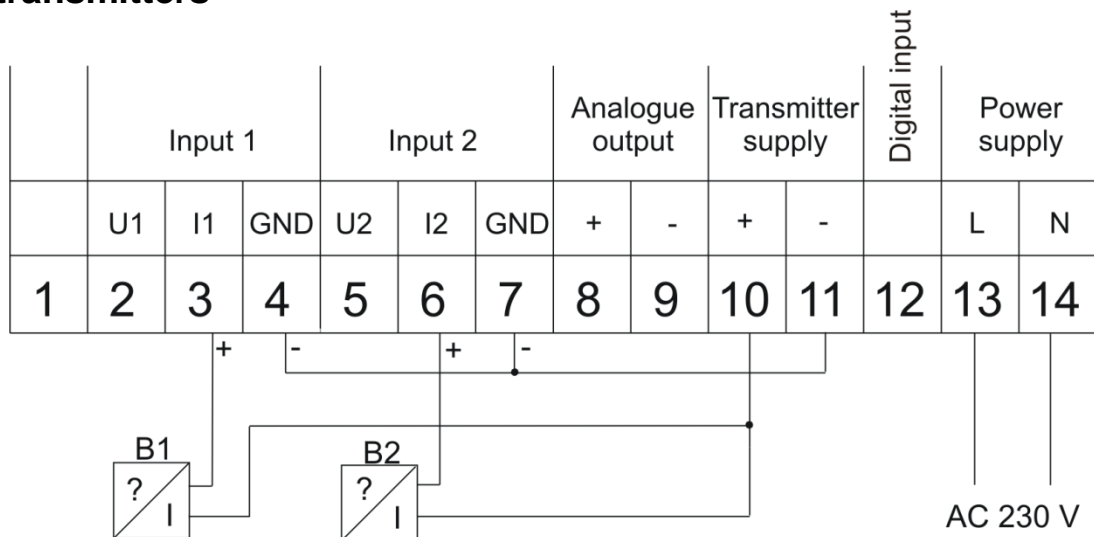 transmitters
Input 1
Input 2
Analogue output
Transmitter supply
Digital input
Power supply
U1 I1 GND U2 I2 GND + - + - L N
1 2 3 4 5 6 7 8 9 10 11 12 13 14
+ - + -
B1 B2
? I ? I
AC 230 V